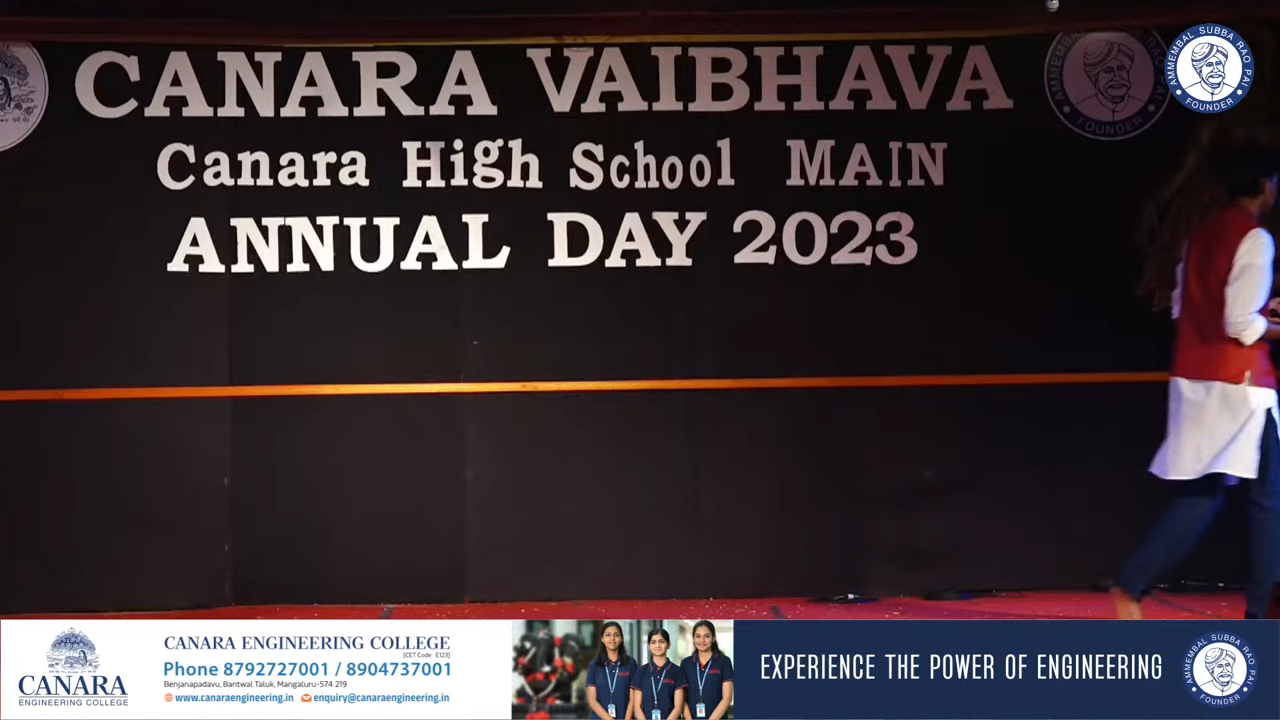 CANARA VAIBHAVA
Canara High School MAIN
ANNUAL DAY 2023
FOUNDER
AMMEMBAL SUBBA RAO PAI
FOUNDER
CANARA
ENGINEERING COLLEGE
CANARA ENGINEERING COLLEGE
[CET Code: E123]
Phone 8792727001 / 8904737001
Benjanapadavu, Bantwal Taluk, Mangaluru-574 219
www.canaraengineering.in enquiry@canaraengineering.in
EXPERIENCE THE POWER OF ENGINEERING
AMMEMBAL SUBBA RAO PAI
FOUNDER